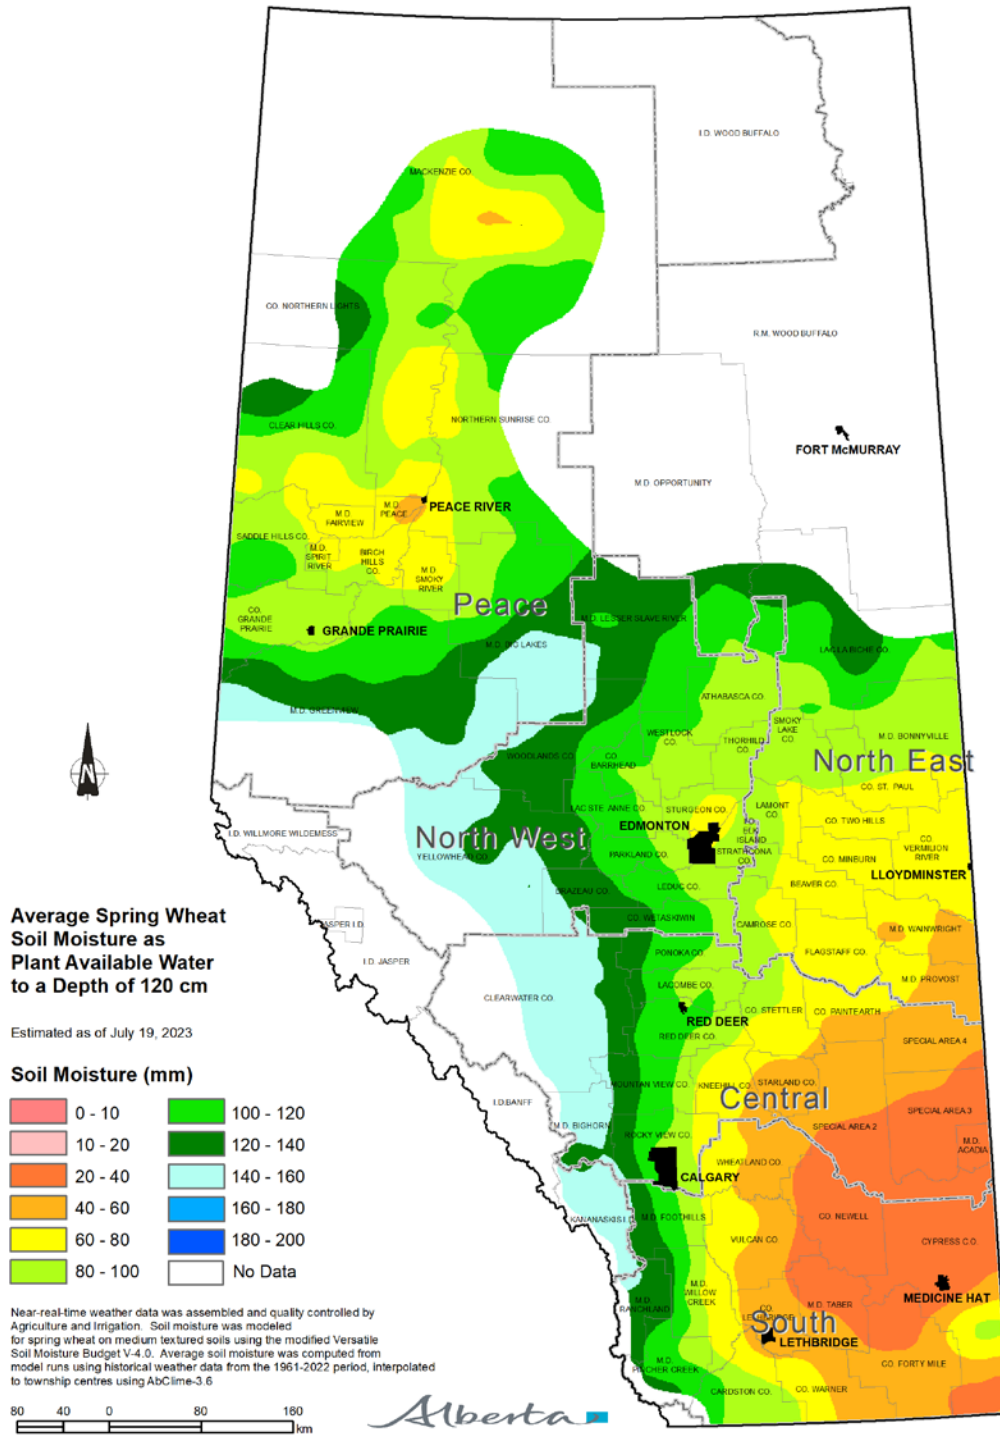 I.D. WOOD BUFFALO
MACKENZIE CO.
CO. NORTHERN LIGHTS
R.M. WOOD BUFFALO
CLEAR HILLS CO.
NORTHERN SUNRISE CO.
FORT McMURRAY
M.D. OPPORTUNITY
PEACE RIVER
M.D.
PEACE
M.D.
FAIRVIEW
SADDLE HILLS CO.
M.D.
SPIRIT
RIVER
BIRCH
HILLS
CO.
M.D.
SMOKY
RIVER
Peace
CO.
GRANDE
PRAIRIE
GRANDE PRAIRIE
M.D. LESSER SLAVE RIVER
M.D. BIG LAKES
LAC LA BICHE CO.
ATHABASCA CO.
M.D. GREENVIEW
SMOKY
LAKE
CO.
WESTLOCK
CO.
THORHILD
CO.
M.D. BONNYVILLE
WOODLANDS CO.
CO.
BARRHEAD
North East
CO. ST. PAUL
LAC STE. ANNE CO.
STURGEON CO.
LAMONT
CO.
EDMONTON
ELK
ISLAND
CO. TWO HILLS
I.D. WILLMORE WILDERNESS
North West
YELLOWHEAD CO.
PARKLAND CO.
STRATHCONA
CO.
CO. MINBURN
CO.
VERMILION
RIVER
LLOYDMINSTER
BRAZEAU CO.
LEDUC CO.
BEAVER CO.
CO. WETASKIWIN
CAMROSE CO.
M.D. WAINWRIGHT
JASPER I.D.
I.D. JASPER
PONOKA CO.
FLAGSTAFF CO.
M.D. PROVOST
CLEARWATER CO.
LACOMBE CO.
RED DEER
CO. STETTLER
CO. PAINTEARTH
RED DEER CO.
SPECIAL AREA 4
MOUNTAIN VIEW CO.
KNEEHILL CO.
STARLAND CO.
Central
I.D.BANFF
M.D. BIGHORN
SPECIAL AREA 3
SPECIAL AREA 2
ROCKY VIEW CO.
M.D.
ACADIA
WHEATLAND CO.
CALGARY
KANANASKIS I.D.
M.D. FOOTHILLS
CO. NEWELL
VULCAN CO.
CYPRESS C.O.
M.D.
WILLOW
CREEK
MEDICINE HAT
M.D.
RANCHLAND
M.D. TABER
CO.
South
LETHBRIDGE
M.D.
PINCHER CREEK
CO. FORTY MILE
CARDSTON CO.
CO. WARNER
N
Average Spring Wheat
Soil Moisture as
Plant Available Water
to a Depth of 120 cm
Estimated as of July 19, 2023
Soil Moisture (mm)
0 - 10
10 - 20
20 - 40
40 - 60
60 - 80
80 - 100
100 - 120
120 - 140
140 - 160
160 - 180
180 - 200
No Data
Near-real-time weather data was assembled and quality controlled by
Agriculture and Irrigation. Soil moisture was modeled
for spring wheat on medium textured soils using the modified Versatile
Soil Moisture Budget V-4.0. Average soil moisture was computed from
model runs using historical weather data from the 1961-2022 period, interpolated
to township centres using AbClime-3.6
80 40 0 80 160
km
Alberta